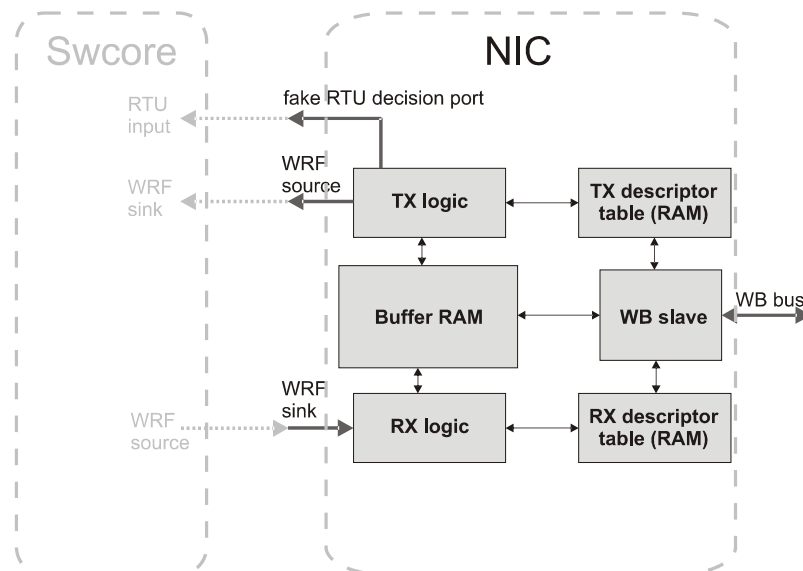 Swcore
NIC
fake RTU decision port
RTU
input
WRF
source
WRF
sink
TX logic
TX descriptor
table (RAM)
Buffer RAM
WB slave
WB bus
WRF
sink
WRF
source
RX logic
RX descriptor
table (RAM)